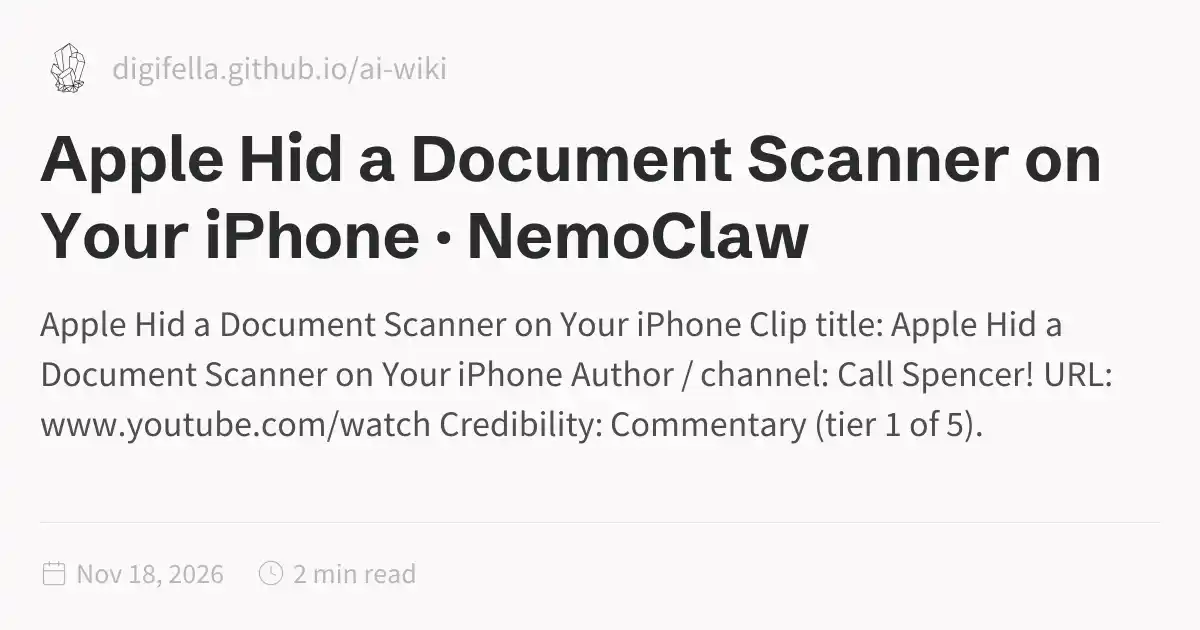 digifella.github.io/ai-wiki
Apple Hid a Document Scanner on
Your iPhone · NemoClaw
Apple Hid a Document Scanner on Your iPhone Clip title: Apple Hid a
Document Scanner on Your iPhone Author / channel: Call Spencer! URL:
www.youtube.com/watch Credibility: Commentary (tier 1 of 5).
Nov 18, 2026
2 min read